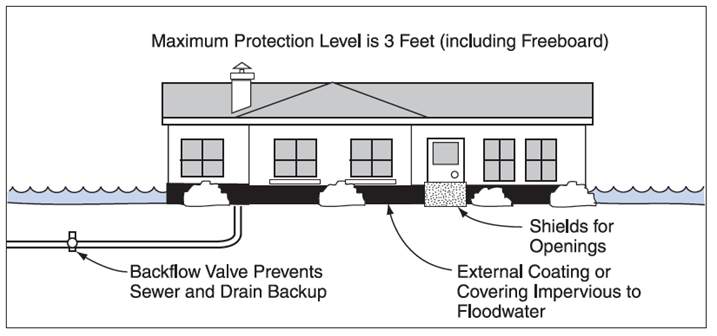 Maximum Protection Level is 3 Feet (including Freeboard)
Shields for
Openings
Backflow Valve Prevents
Sewer and Drain Backup
External Coating or
Covering Impervious to
Floodwater